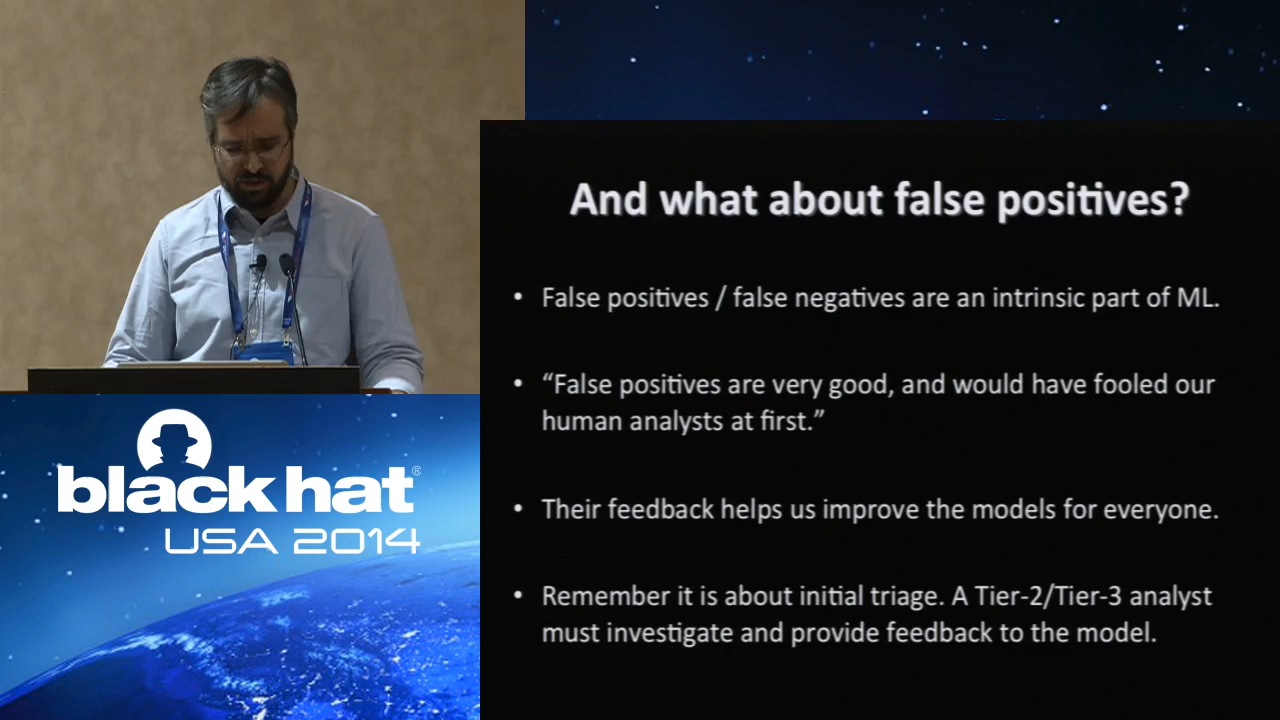 And what about false positives?
• False positives / false negatives are an intrinsic part of ML.
• “False positives are very good, and would have fooled our
human analysts at first.”
• Their feedback helps us improve the models for everyone.
• Remember it is about initial triage. A Tier-2/Tier-3 analyst
must investigate and provide feedback to the model.
black hat®
USA 2014